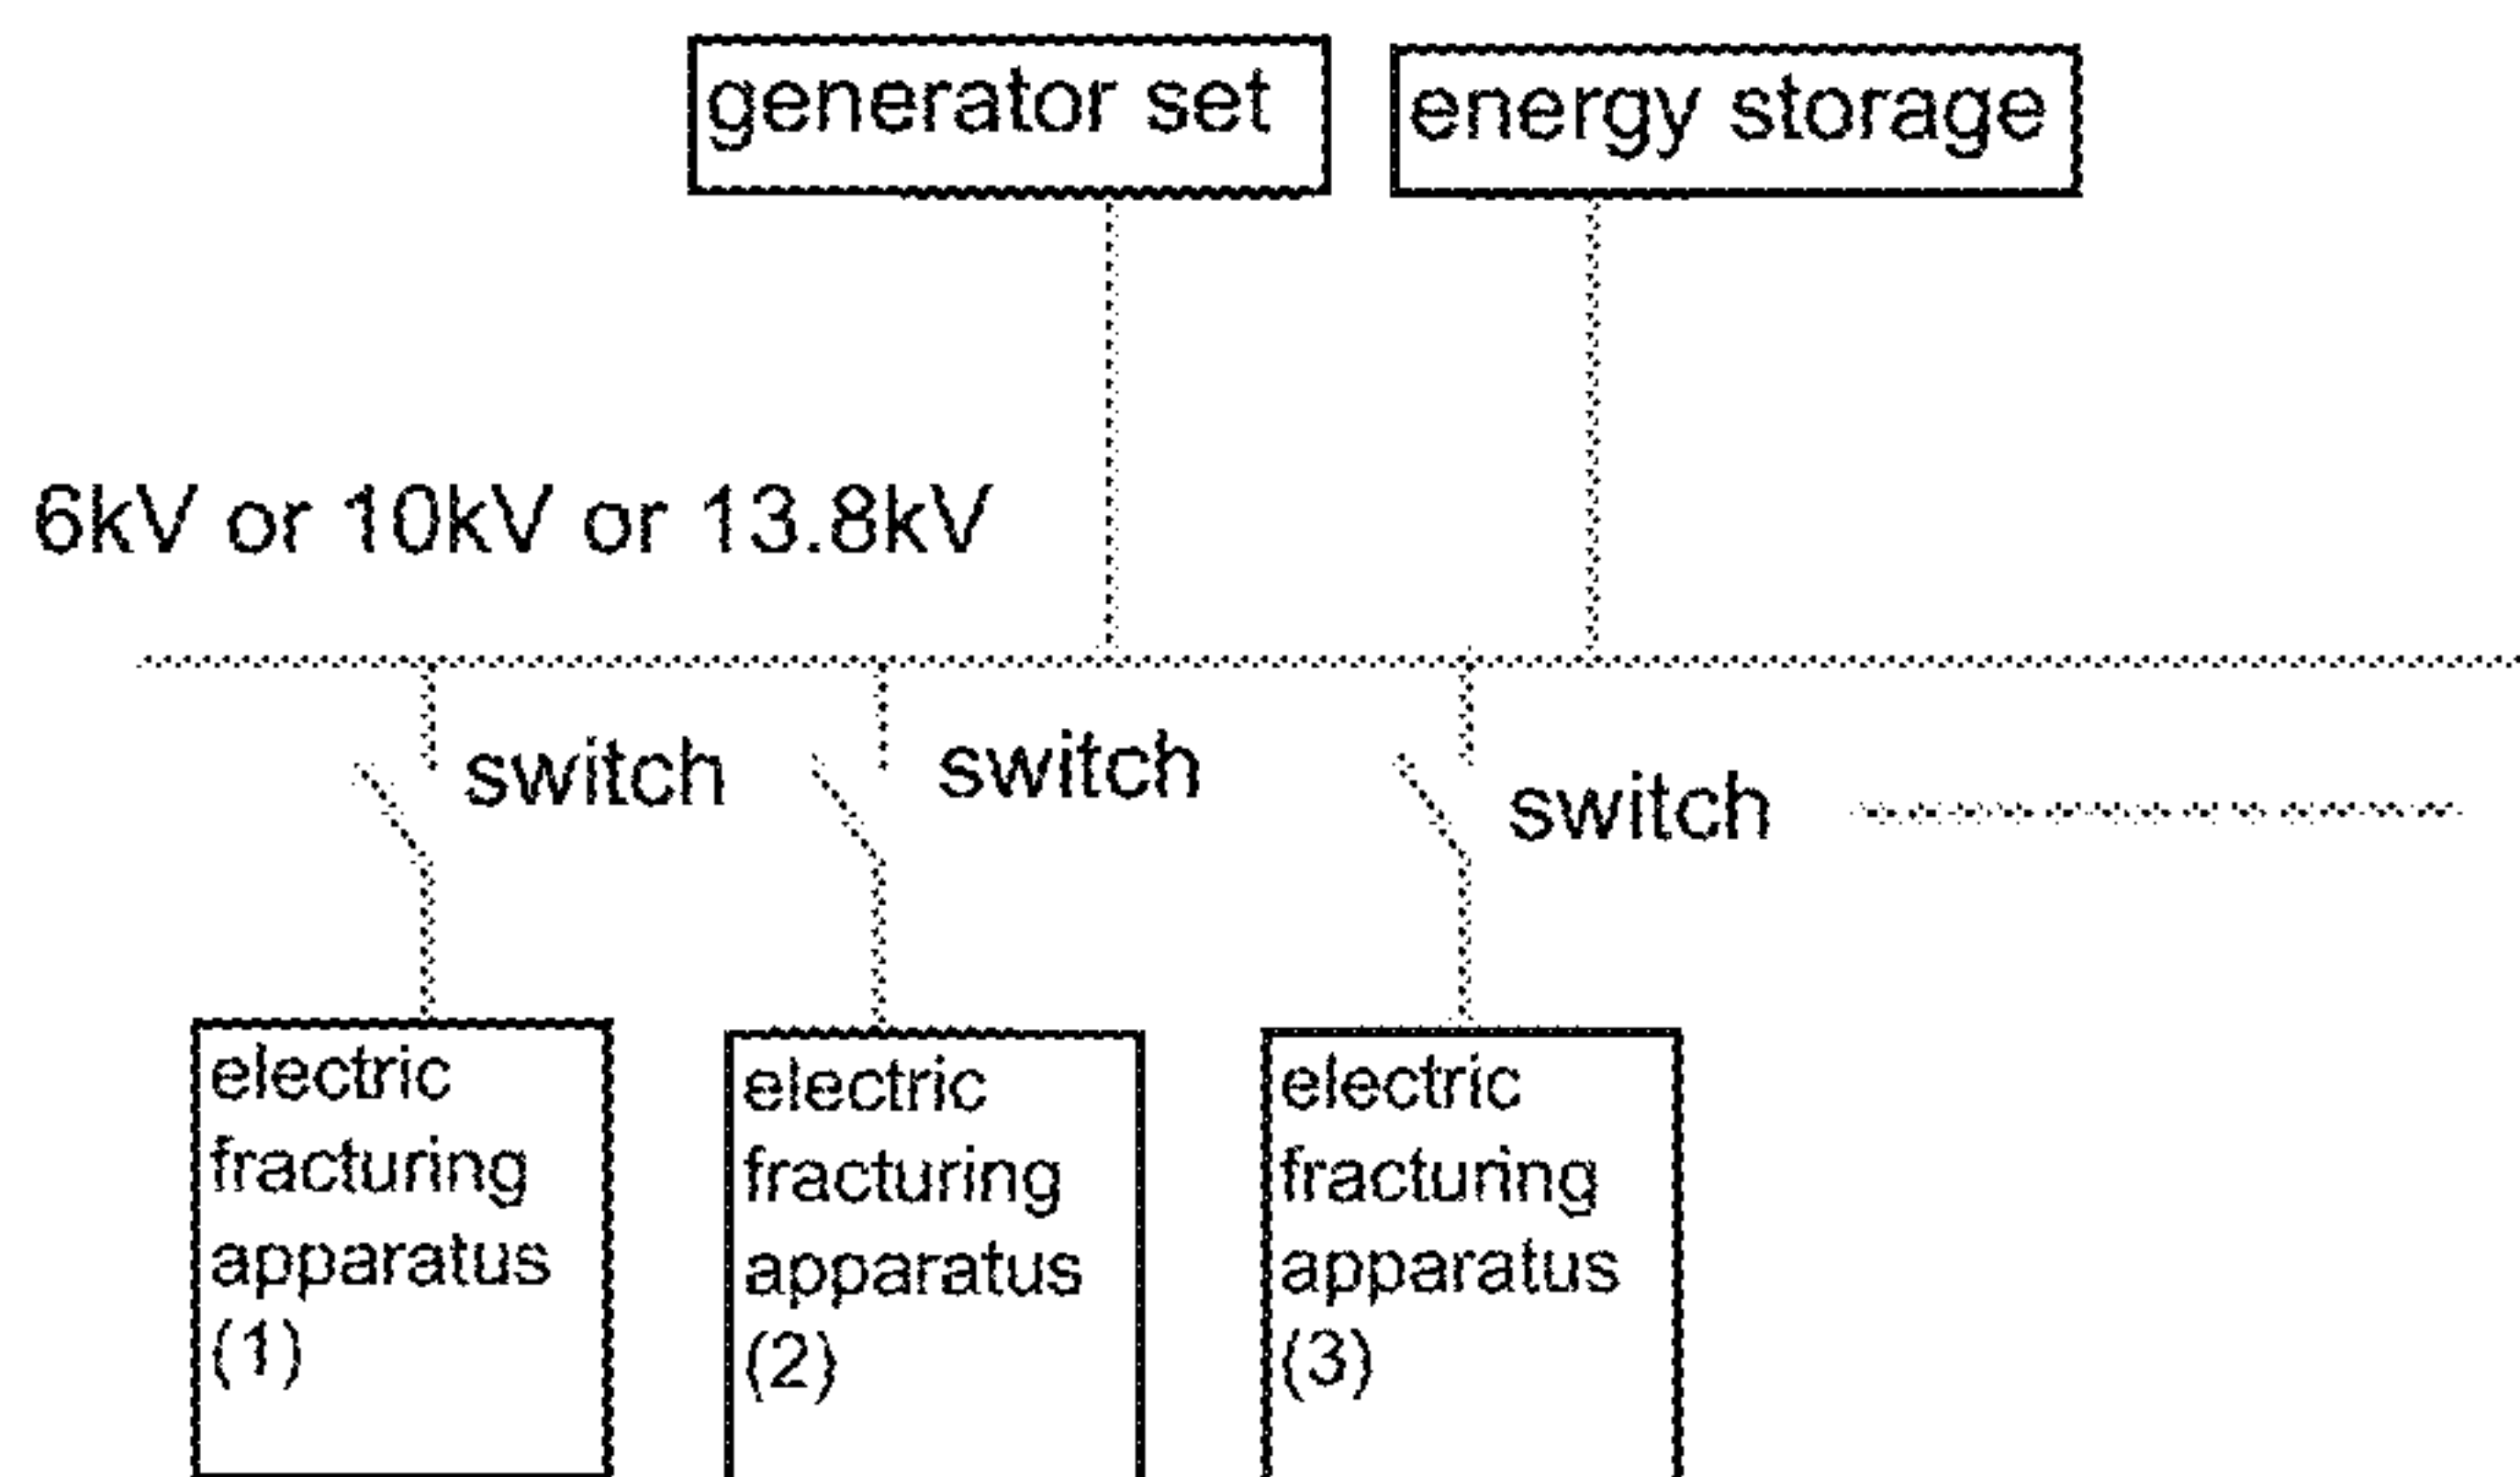 generator set
energy storage
6kV or 10kV or 13.8kV
switch
switch
switch
electric
fracturing
apparatus
(1)
electric
fracturing
apparatus
(2)
electric
fracturing
apparatus
(3)